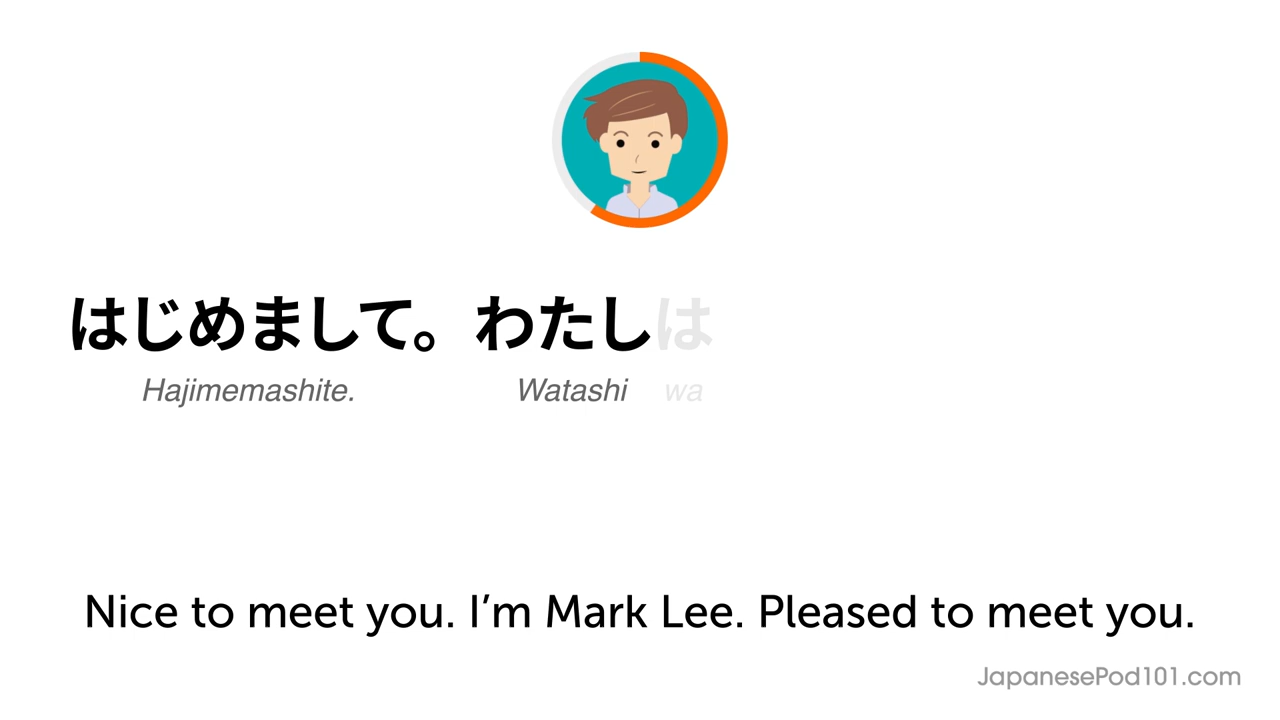 はじめまして。わたしは
Hajimemashite. Watashi wa
Nice to meet you. I’m Mark Lee. Pleased to meet you.
JapanesePod101.com